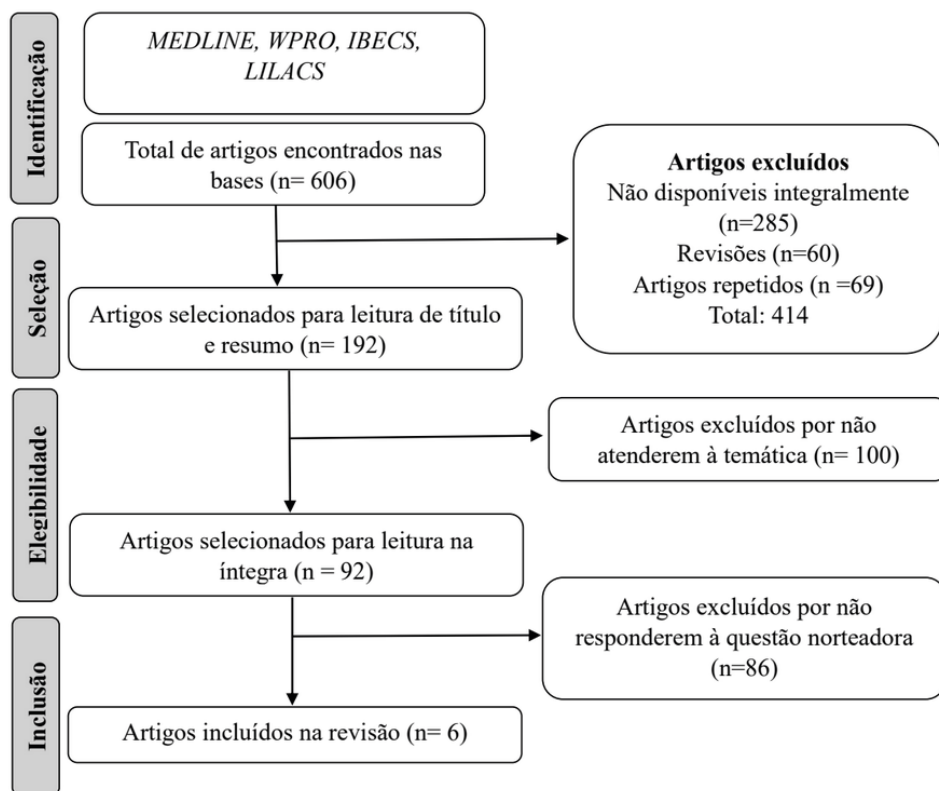 Identificação
MEDLINE, WPRO, IBECS,
LILACS
Total de artigos encontrados nas
bases (n= 606)
Artigos excluídos
Não disponíveis integralmente
(n=285)
Revisões (n=60)
Artigos repetidos (n =69)
Total: 414
Seleção
Artigos selecionados para leitura de título
e resumo (n= 192)
Elegibilidade
Artigos excluídos por não
atenderem à temática (n= 100)
Artigos selecionados para leitura na
íntegra (n = 92)
Artigos excluídos por não
responderem à questão norteadora
(n=86)
Inclusão
Artigos incluídos na revisão (n= 6)